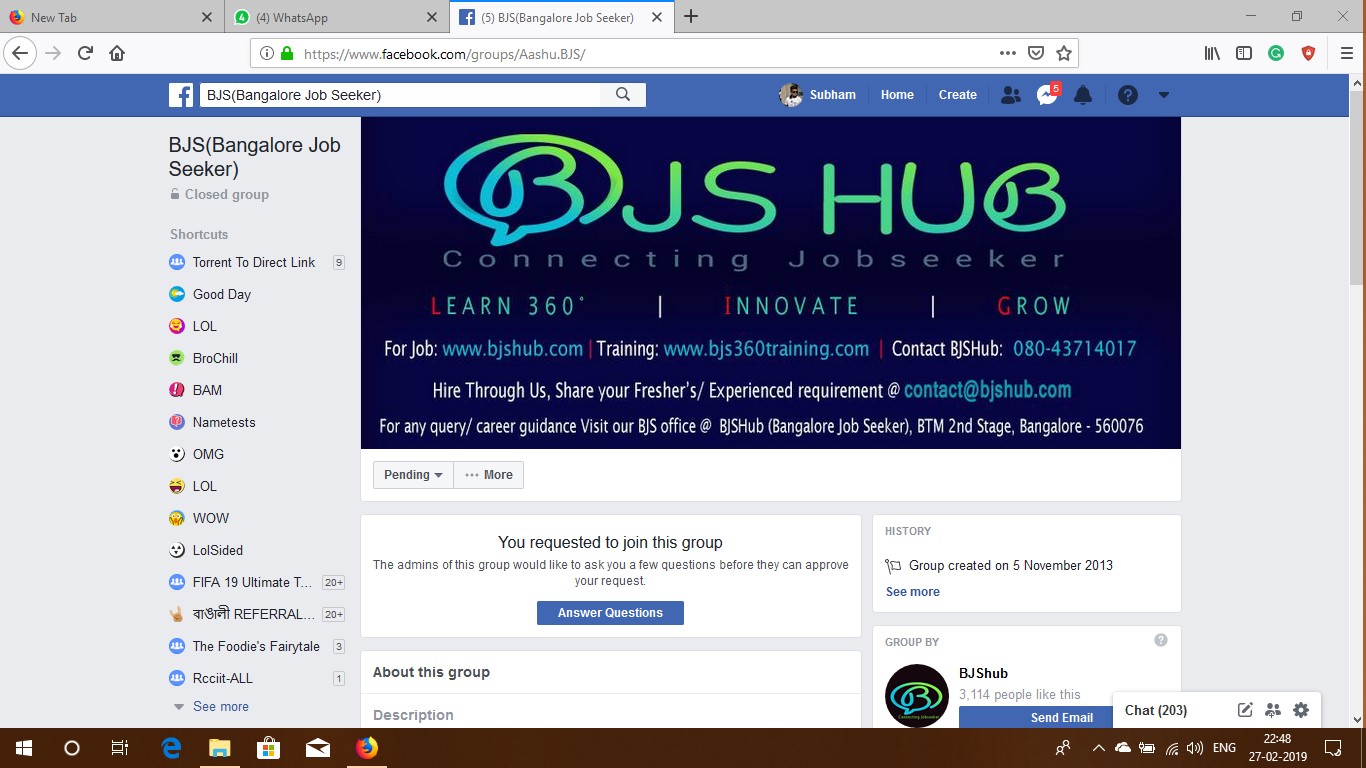 New Tab
(4) WhatsApp
(5) BJS(Bangalore Job Seeker)
https://www.facebook.com/groups/Aashu.BJS/
BJS(Bangalore Job Seeker)
Subham
Home
Create
5
BJS(Bangalore Job
Seeker)
Closed group
Shortcuts
Torrent To Direct Link 9
Good Day
LOL
BroChill
BAM
Nametests
OMG
LOL
WOW
LolSided
FIFA 19 Ultimate T... 20+
বাঙালী REFERRAL... 20+
The Foodie's Fairytale 3
Rcciit-ALL 1
See more
BJS HUB
Connecting Jobseeker
LEARN 360° | INNOVATE | GROW
For Job: www.bjshub.com | Training: www.bjs360training.com | Contact BJSHub: 080-43714017
Hire Through Us, Share your Fresher's/ Experienced requirement @ contact@bjshub.com
For any query/ career guidance Visit our BJS office @ BJSHub (Bangalore Job Seeker), BTM 2nd Stage, Bangalore - 560076
Pending
More
You requested to join this group
The admins of this group would like to ask you a few questions before they can approve
your request.
Answer Questions
About this group
Description
HISTORY
Group created on 5 November 2013
See more
GROUP BY
BJShub
3,114 people like this
Send Email
Connecting Jobseeker
Chat (203)
ENG
22:48
27-02-2019